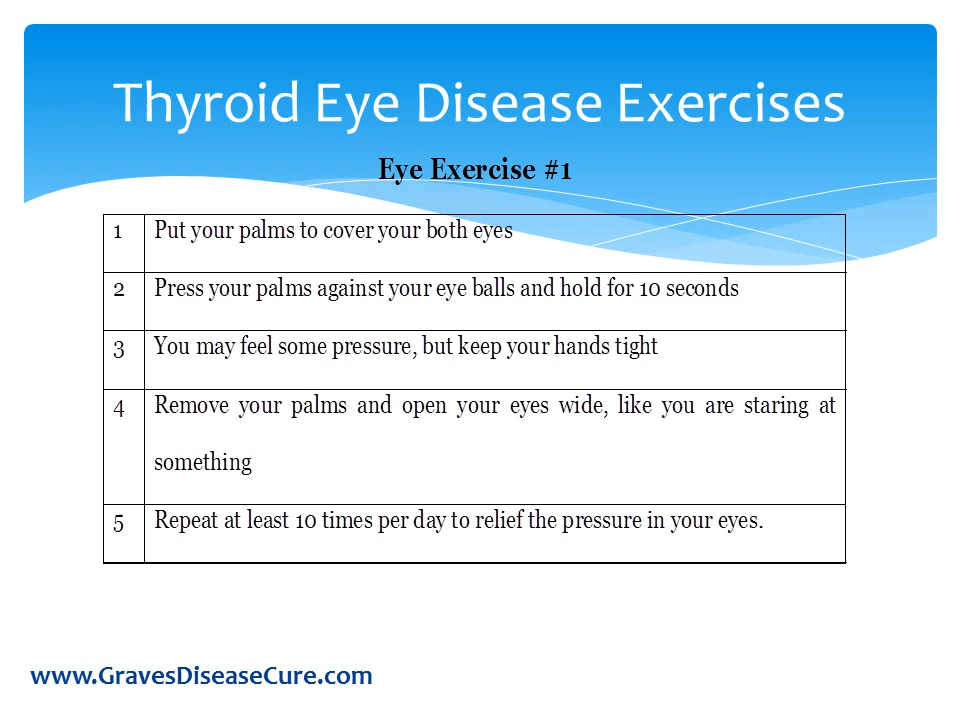 Thyroid Eye Disease Exercises
Eye Exercise #1
1 Put your palms to cover your both eyes
2 Press your palms against your eye balls and hold for 10 seconds
3 You may feel some pressure, but keep your hands tight
4 Remove your palms and open your eyes wide, like you are staring at
something
5 Repeat at least 10 times per day to relief the pressure in your eyes.
www.GravesDiseaseCure.com